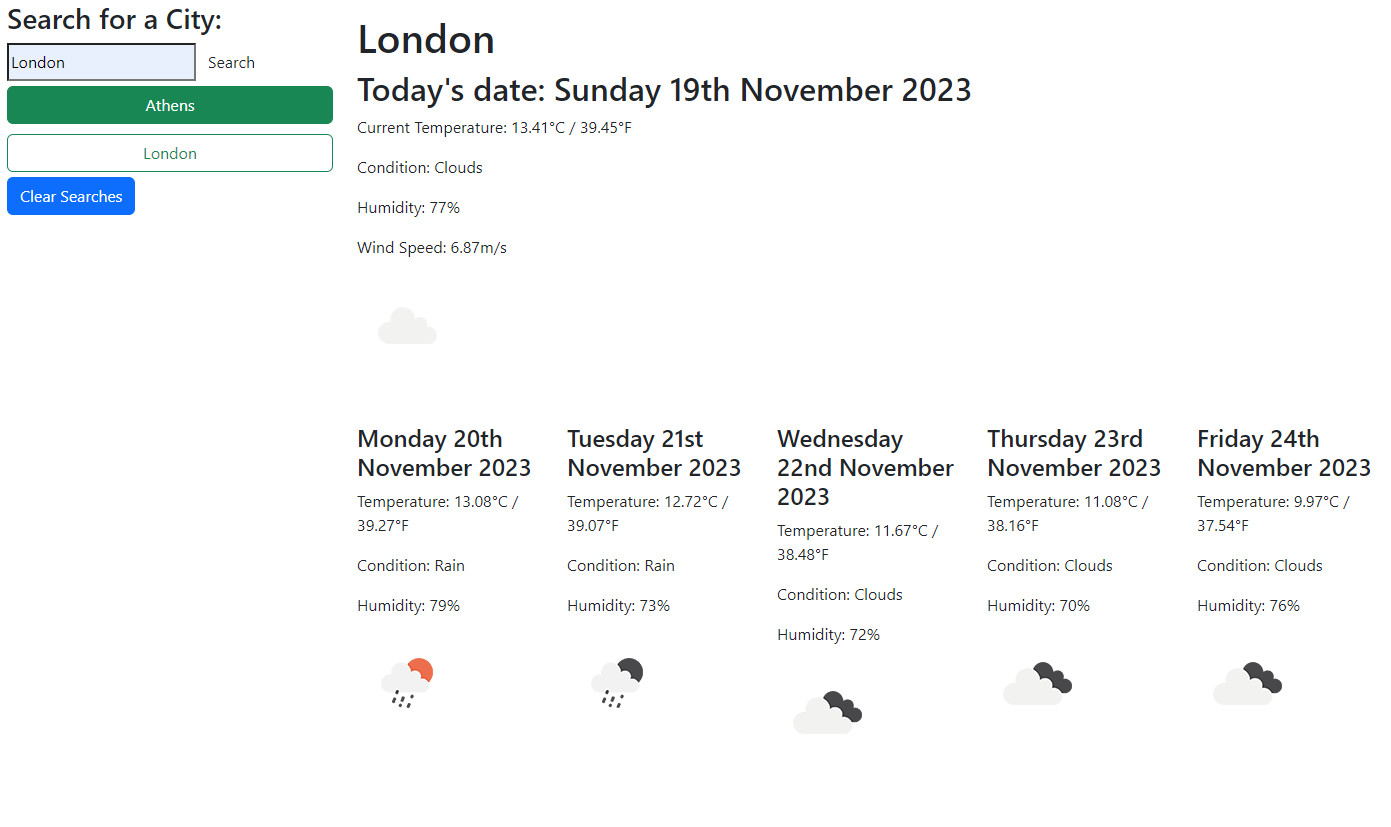 Search for a City:
London
Search
Athens
London
Clear Searches
London
Today's date: Sunday 19th November 2023
Current Temperature: 13.41°C / 39.45°F
Condition: Clouds
Humidity: 77%
Wind Speed: 6.87m/s
Monday 20th
November 2023
Temperature: 13.08°C /
39.27°F
Condition: Rain
Humidity: 79%
Tuesday 21st
November 2023
Temperature: 12.72°C /
39.07°F
Condition: Rain
Humidity: 73%
Wednesday
22nd November
2023
Temperature: 11.67°C /
38.48°F
Condition: Clouds
Humidity: 72%
Thursday 23rd
November 2023
Temperature: 11.08°C /
38.16°F
Condition: Clouds
Humidity: 70%
Friday 24th
November 2023
Temperature: 9.97°C /
37.54°F
Condition: Clouds
Humidity: 76%